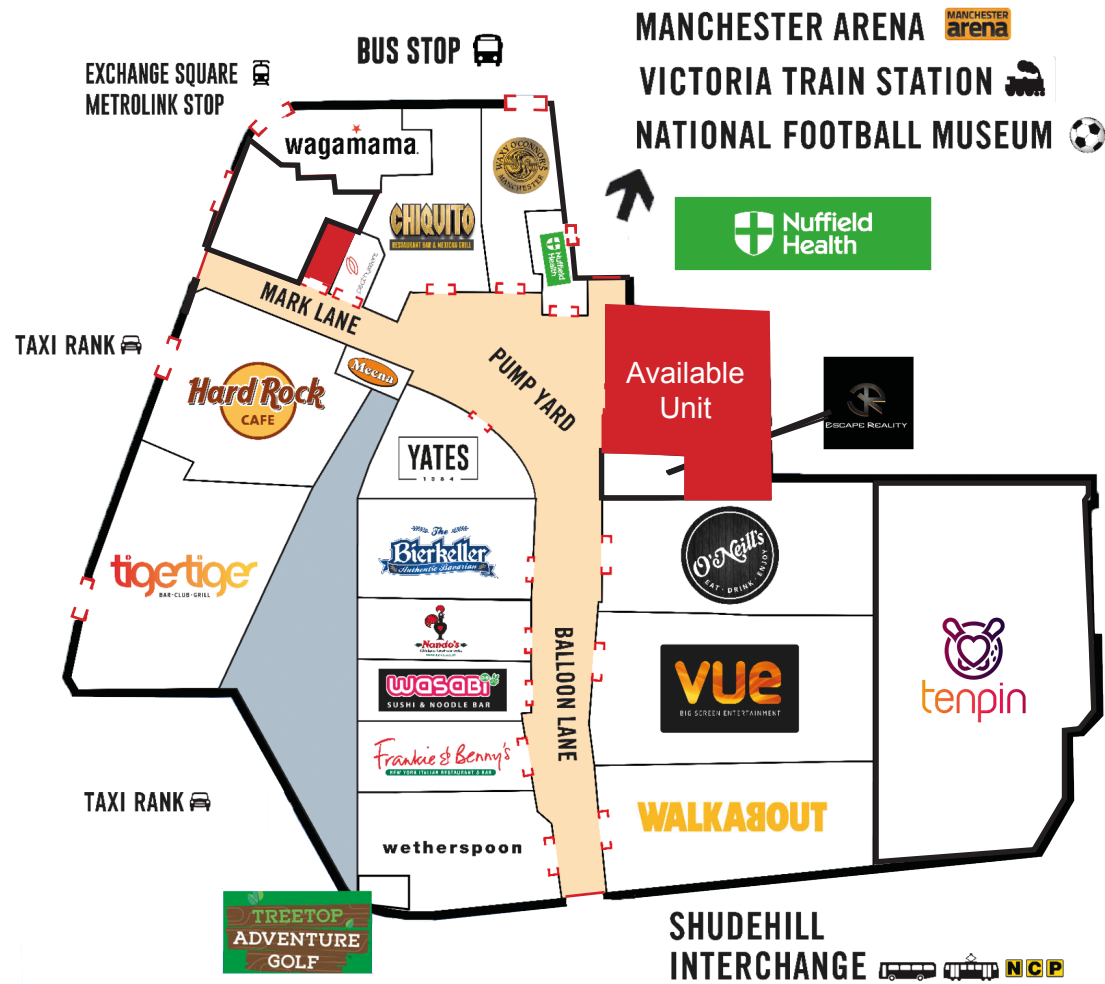 MANCHESTER ARENA
MANCHESTER
arena
BUS STOP
VICTORIA TRAIN STATION
EXCHANGE SQUARE
METROLINK STOP
NATIONAL FOOTBALL MUSEUM
wagamama
WAXY O'CONNOR'S
MANCHESTER
CHIQUITO
RESTAURANT BAR & MEXICAN GRILL
Nuffield
Health
Nuffield
Health
MARK LANE
TAXI RANK
Meena
PUMP YARD
Available
Unit
Hard Rock
CAFE
ESCAPE REALITY
YATES
1884
The
Bierkeller
Authentic Bavarian
O'Neill's
EAT · DRINK · ENJOY
tigertiger
BAR·CLUB·GRILL
Nando's
BALLOON LANE
wasabi
SUSHI & NOODLE BAR
VUE
BIG SCREEN ENTERTAINMENT
tenpin
Frankie & Benny's
NEW YORK ITALIAN RESTAURANT & BAR
TAXI RANK
WALKABOUT
wetherspoon
TREETOP
ADVENTURE
GOLF
SHUDEHILL
INTERCHANGE
NCP